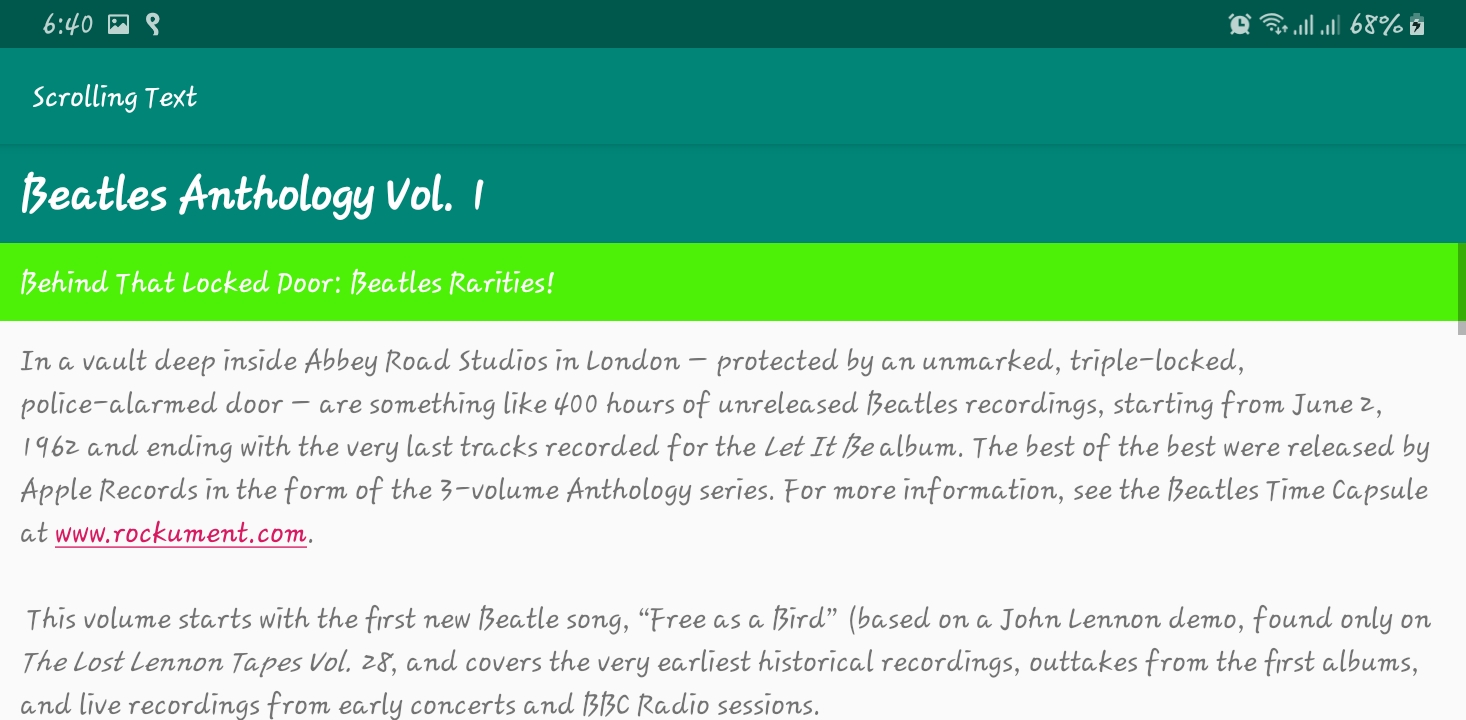 6:40 68%
Scrolling Text
Beatles Anthology Vol. 1
Behind That Locked Door: Beatles Rarities!
In a vault deep inside Abbey Road Studios in London — protected by an unmarked, triple-locked,
police-alarmed door — are something like 400 hours of unreleased Beatles recordings, starting from June 2,
1962 and ending with the very last tracks recorded for the Let It Be album. The best of the best were released by
Apple Records in the form of the 3-volume Anthology series. For more information, see the Beatles Time Capsule
at www.rockument.com.
This volume starts with the first new Beatle song, “Free as a Bird” (based on a John Lennon demo, found only on
The Lost Lennon Tapes Vol. 28, and covers the very earliest historical recordings, outtakes from the first albums,
and live recordings from early concerts and BBC Radio sessions.